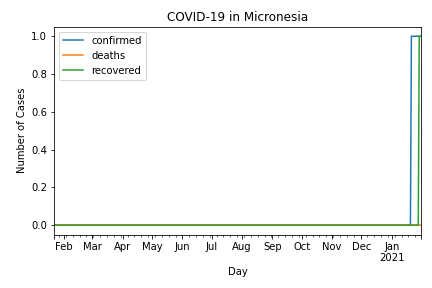 COVID-19 in Micronesia
confirmed
deaths
recovered
Number of Cases
1.0
0.8
0.6
0.4
0.2
0.0
Feb Mar Apr May Jun Jul Aug Sep Oct Nov Dec Jan
2021
Day